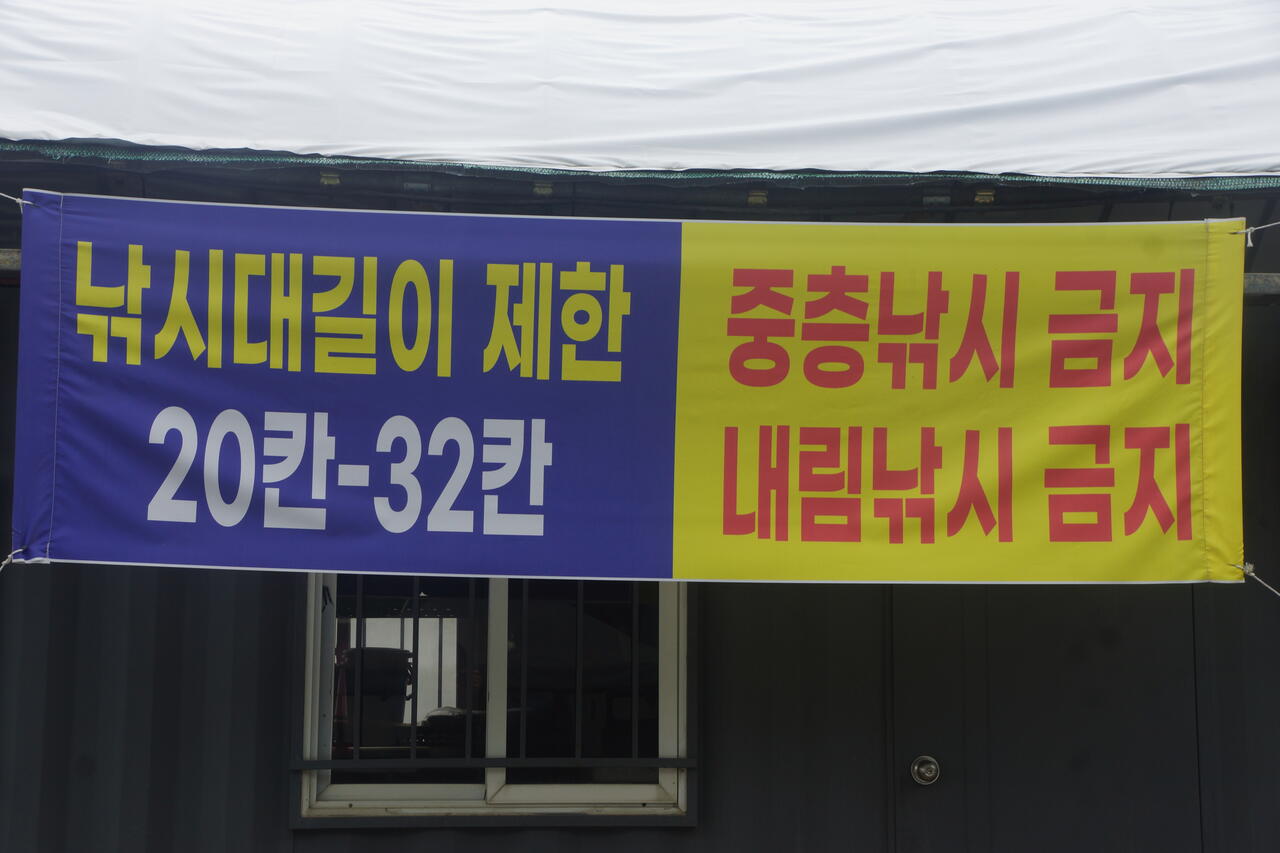 낚시대길이 제한
20칸-32칸
중층낚시 금지
내림낚시 금지